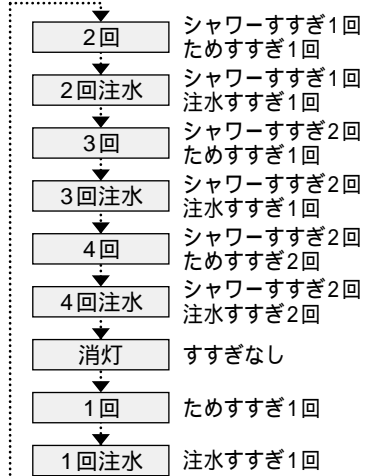 2回
シャワーすすぎ1回
ためすすぎ1回
2回注水
シャワーすすぎ1回
注水すすぎ1回
3回
シャワーすすぎ2回
ためすすぎ1回
3回注水
シャワーすすぎ2回
注水すすぎ1回
4回
シャワーすすぎ2回
ためすすぎ2回
4回注水
シャワーすすぎ2回
注水すすぎ2回
消灯
すすぎなし
1回
ためすすぎ1回
1回注水
注水すすぎ1回